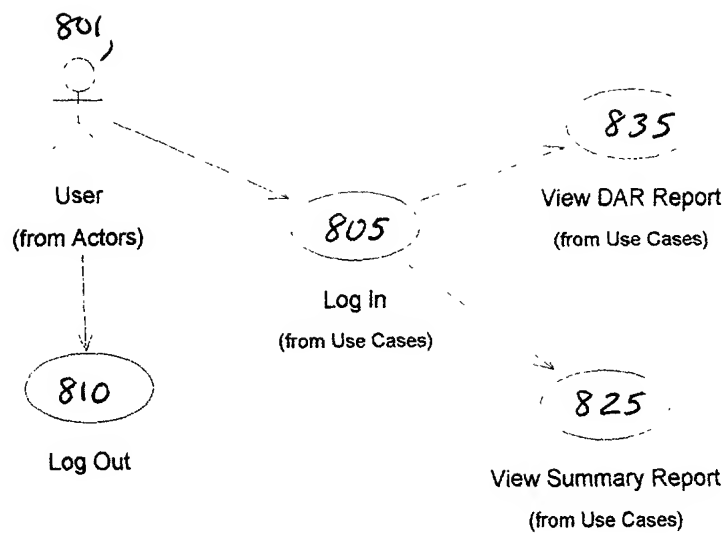 801,
835
User
(from Actors)
View DAR Report
(from Use Cases)
805
Log In
(from Use Cases)
810
Log Out
825
View Summary Report
(from Use Cases)